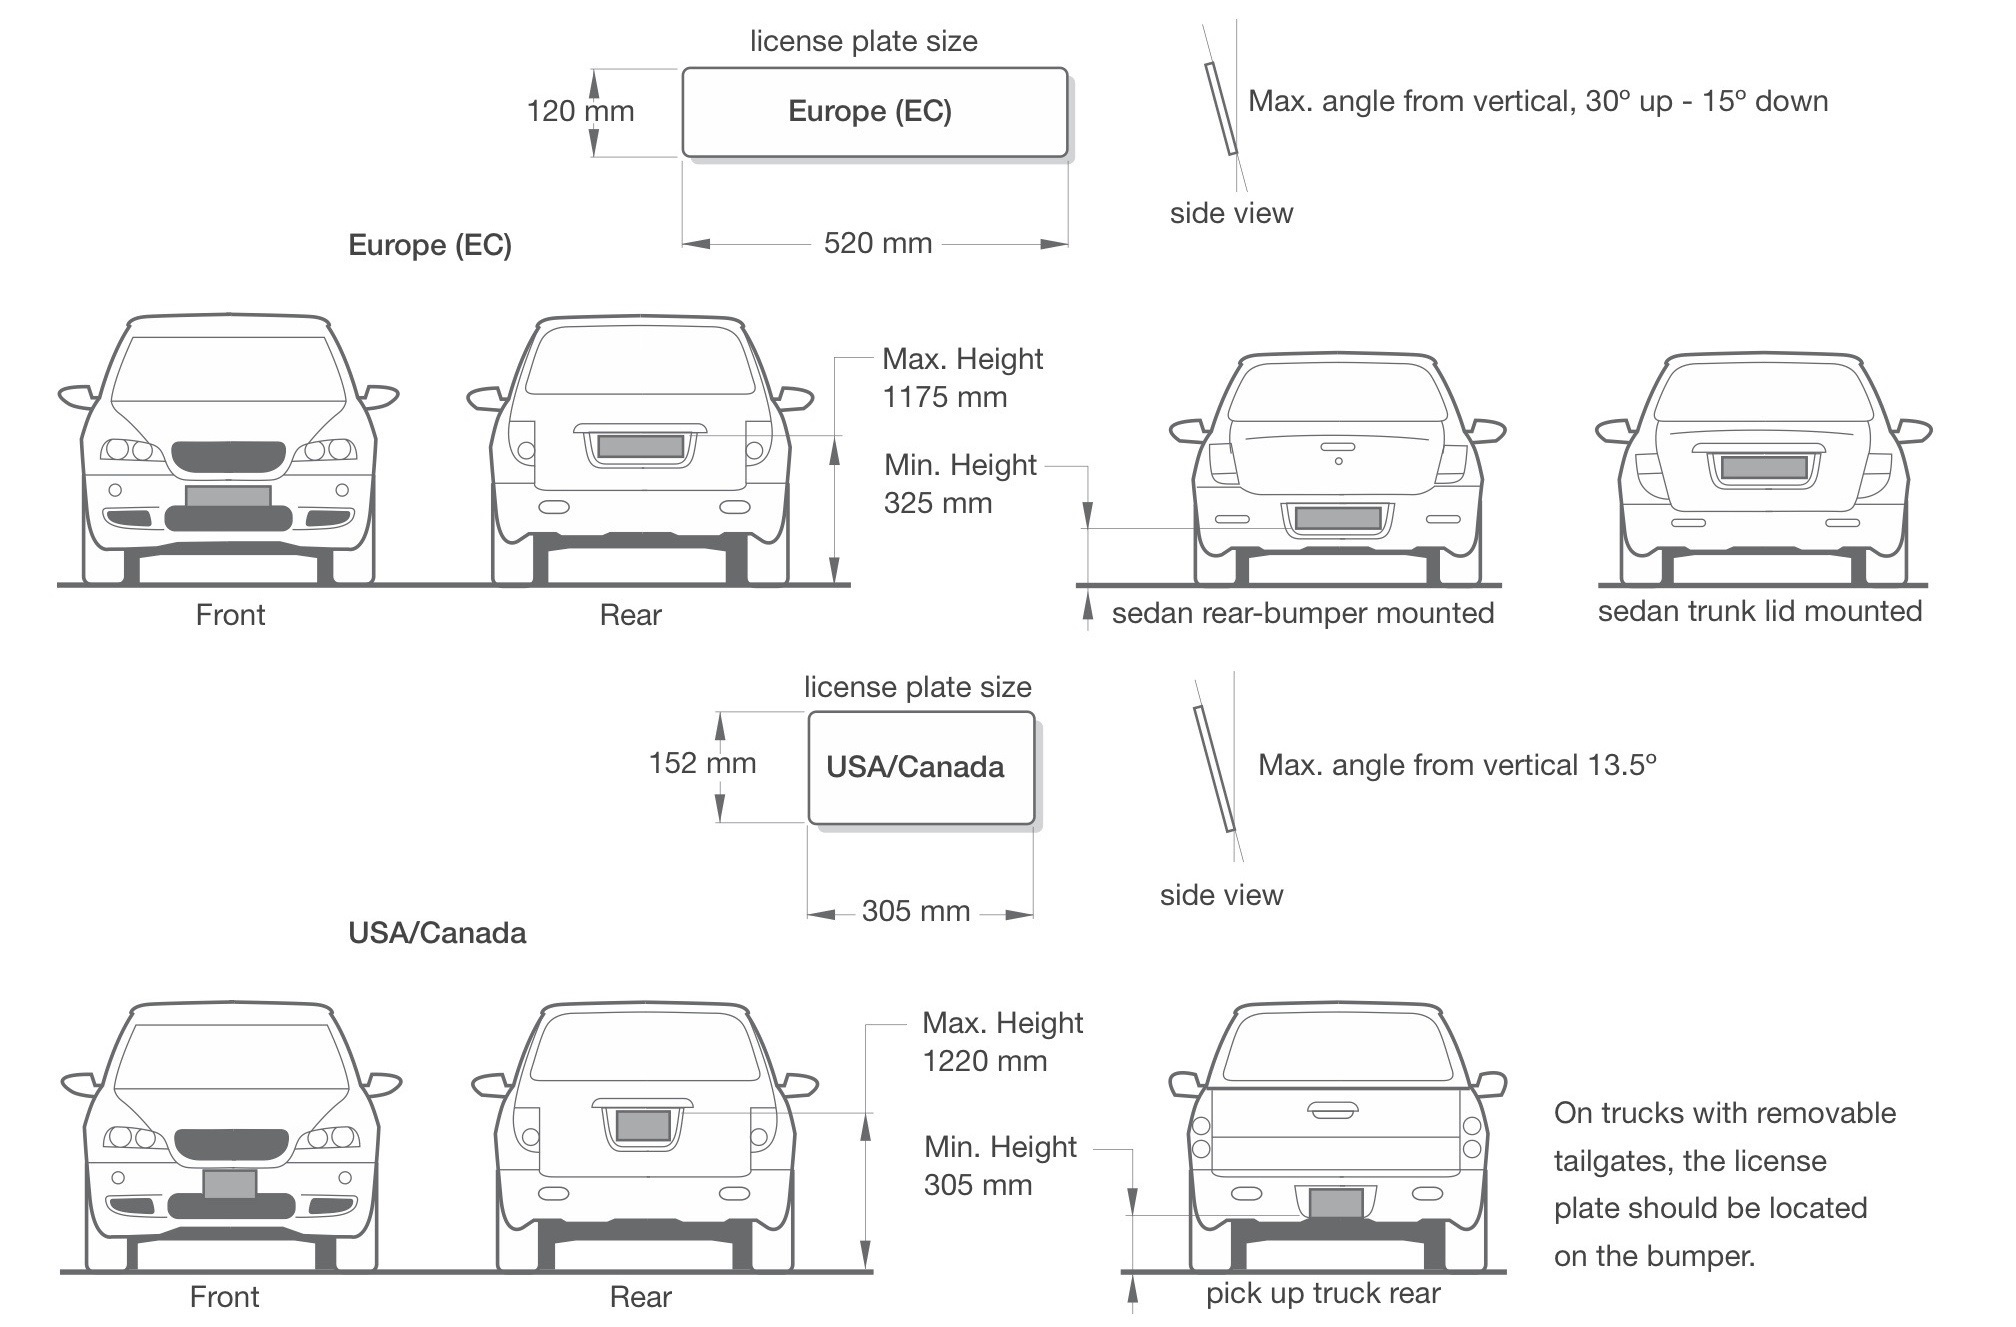 license plate size
120 mm
Europe (EC)
Max. angle from vertical, 30º up - 15º down
side view
520 mm
Europe (EC)
Max. Height
1175 mm
Min. Height
325 mm
Front
Rear
sedan rear-bumper mounted
sedan trunk lid mounted
license plate size
152 mm
USA/Canada
Max. angle from vertical 13.5º
side view
305 mm
USA/Canada
Max. Height
1220 mm
Min. Height
305 mm
On trucks with removable
tailgates, the license
plate should be located
on the bumper.
Front
Rear
pick up truck rear